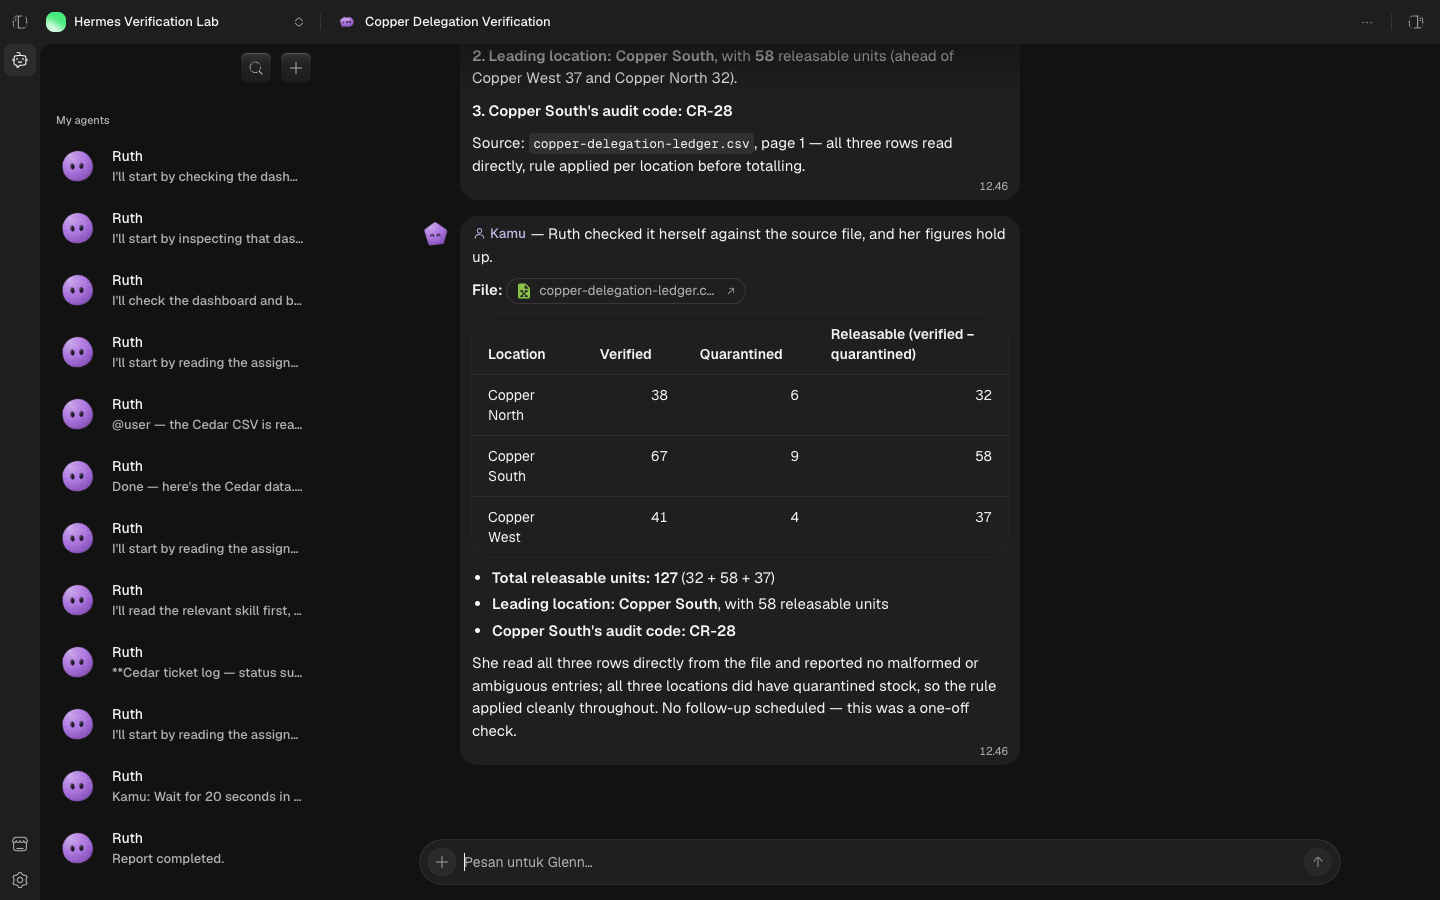 Hermes Verification Lab
Copper Delegation Verification
My agents
Ruth
I'll start by checking the dash...
Ruth
I'll start by inspecting that das...
Ruth
I'll check the dashboard and b...
Ruth
I'll start by reading the assign...
Ruth
@user — the Cedar CSV is rea...
Ruth
Done — here's the Cedar data....
Ruth
I'll start by reading the assign...
Ruth
I'll read the relevant skill first, ...
Ruth
**Cedar ticket log — status su...
Ruth
I'll start by reading the assign...
Ruth
Kamu: Wait for 20 seconds in ...
Ruth
Report completed.
2. Leading location: Copper South, with 58 releasable units (ahead of
Copper West 37 and Copper North 32).
3. Copper South's audit code: CR-28
Source: copper-delegation-ledger.csv, page 1 — all three rows read
directly, rule applied per location before totalling.
12.46
Kamu — Ruth checked it herself against the source file, and her figures hold
up.
File: copper-delegation-ledger.c...
Releasable (verified –
Location Verified Quarantined quarantined)
Copper 38 6 32
North
Copper 67 9 58
South
Copper 41 4 37
West
• Total releasable units: 127 (32 + 58 + 37)
• Leading location: Copper South, with 58 releasable units
• Copper South's audit code: CR-28
She read all three rows directly from the file and reported no malformed or
ambiguous entries; all three locations did have quarantined stock, so the rule
applied cleanly throughout. No follow-up scheduled — this was a one-off
check.
12.46
Pesan untuk Glenn...